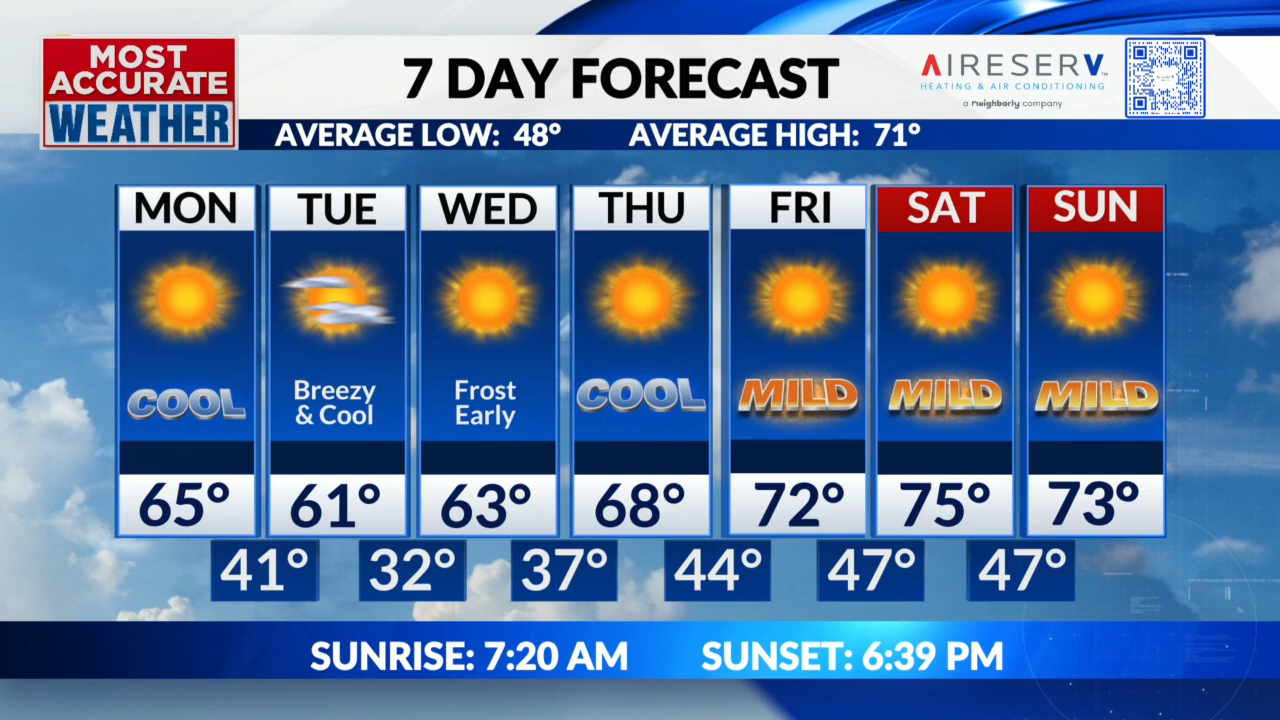 MOST
ACCURATE
WEATHER
7 DAY FORECAST
AIRESERV™
HEATING & AIR CONDITIONING
a neighborly company
AVERAGE LOW: 48° AVERAGE HIGH: 71°
MON TUE WED THU FRI SAT SUN
COOL
Breezy
& Cool
Frost
Early
COOL
MILD
MILD
MILD
65° 61° 63° 68° 72° 75° 73°
41° 32° 37° 44° 47° 47°
SUNRISE: 7:20 AM SUNSET: 6:39 PM